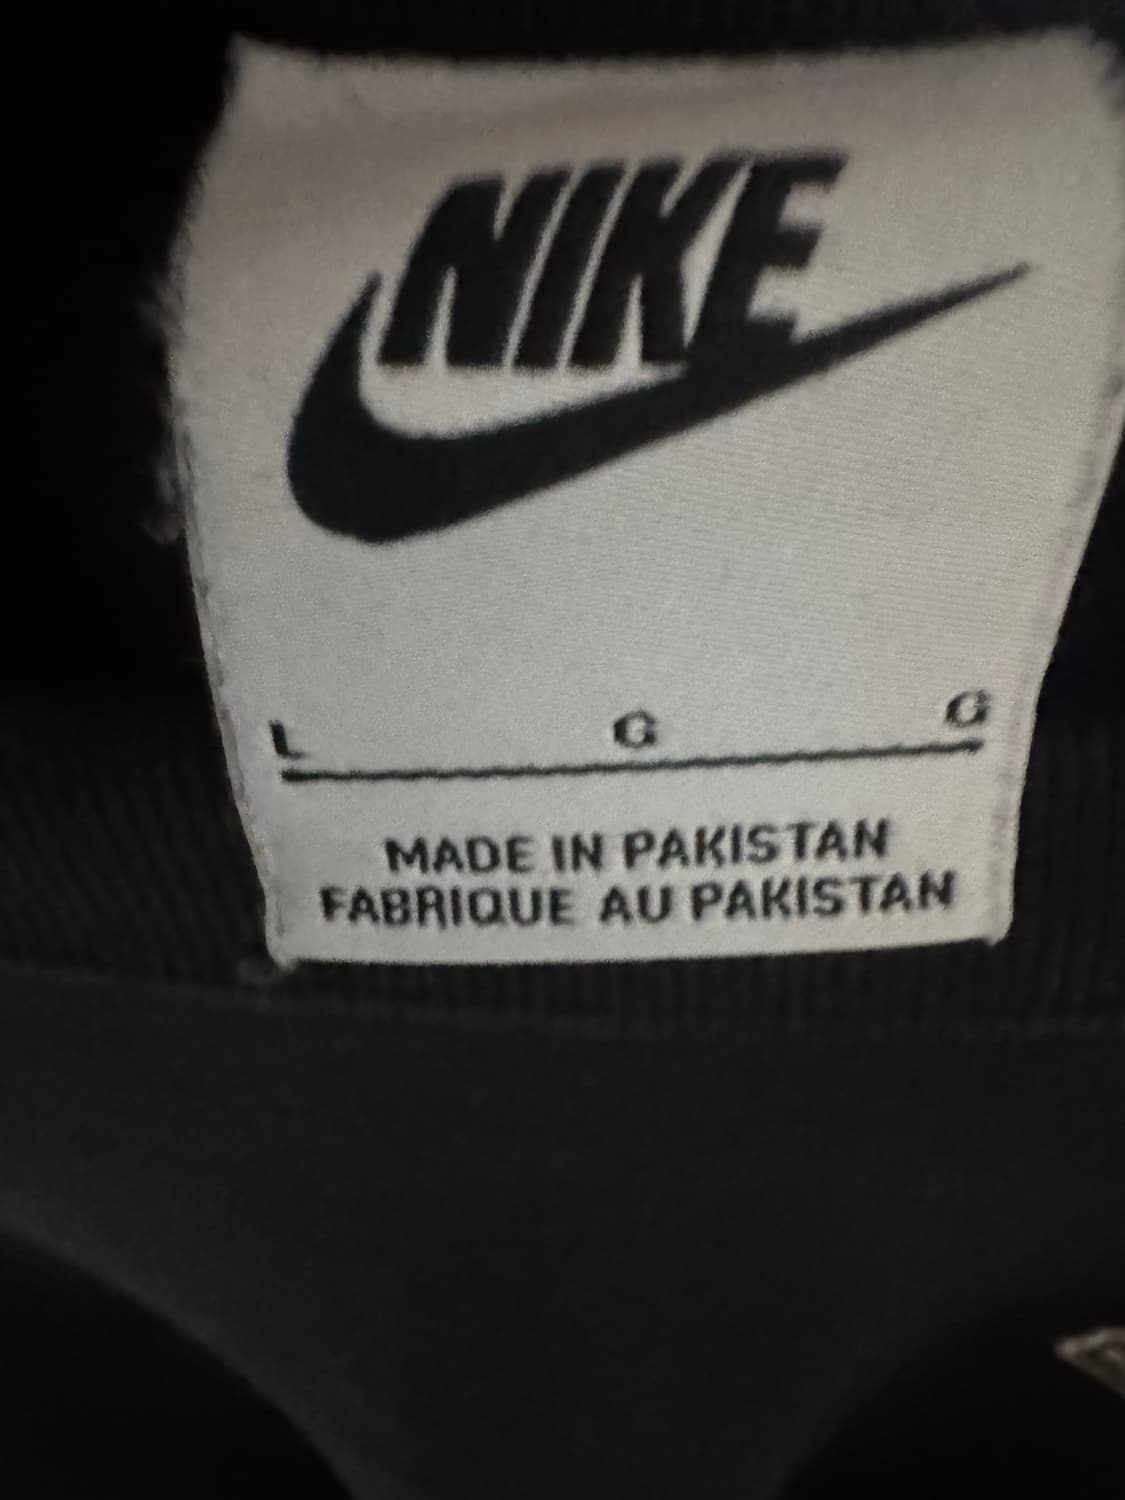 NIKE
L G G
MADE IN PAKISTAN
FABRIQUE AU PAKISTAN